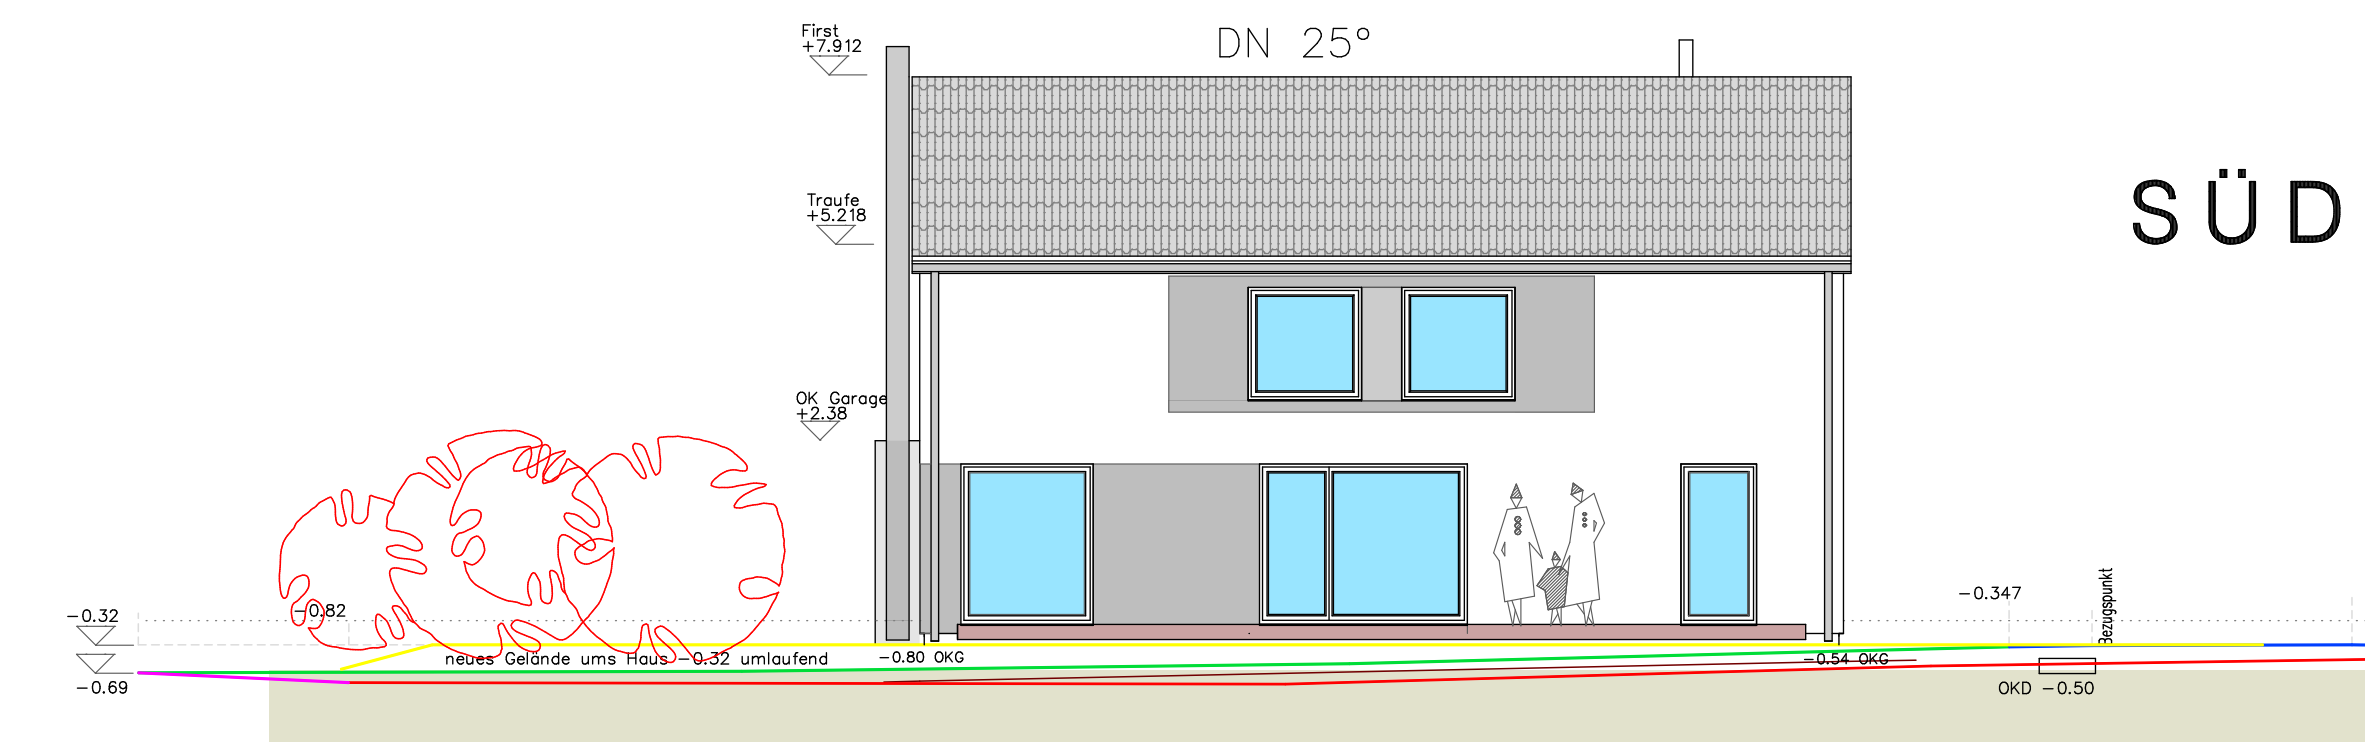 First
+7.912
DN 25°
Traufe
+5.218
SÜD
OK Garage
+2.38
-0.32
-0.82
-0.347
Bezugspunkt
neues Gelände ums Haus -0.32 umlaufend
-0.80 OKG
-0.54 OKG
-0.69
OKD -0.50